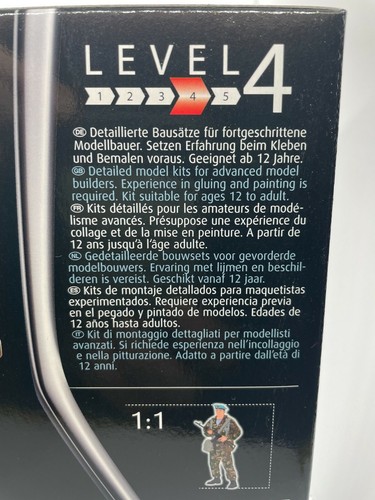 LEVEL 4
1 2 3 4 5
DE Detaillierte Bausätze für fortgeschrittene
Modellbauer. Setzen Erfahrung beim Kleben
und Bemalen voraus. Geeignet ab 12 Jahre.
GB Detailed model kits for advanced model
builders. Experience in gluing and painting is
required. Kit suitable for ages 12 to adult.
FR Kits détaillés pour les amateurs de modé-
lisme avancés. Présuppose une expérience du
collage et de la mise en peinture. A partir de
12 ans jusqu'à l'âge adulte.
NL Gedetailleerde bouwsets voor gevorderde
modelbouwers. Ervaring met lijmen en beschil-
deren is vereist. Geschikt vanaf 12 jaar.
ES Kits de montaje detallados para maquetistas
experimentados. Requiere experiencia previa
en el pegado y pintado de modelos. Edades de
12 años hasta adultos.
IT Kit di montaggio dettagliati per modellisti
avanzati. Si richiede esperienza nell'incollaggio
e nella pitturazione. Adatto a partire dall'età di
12 anni.
1:1